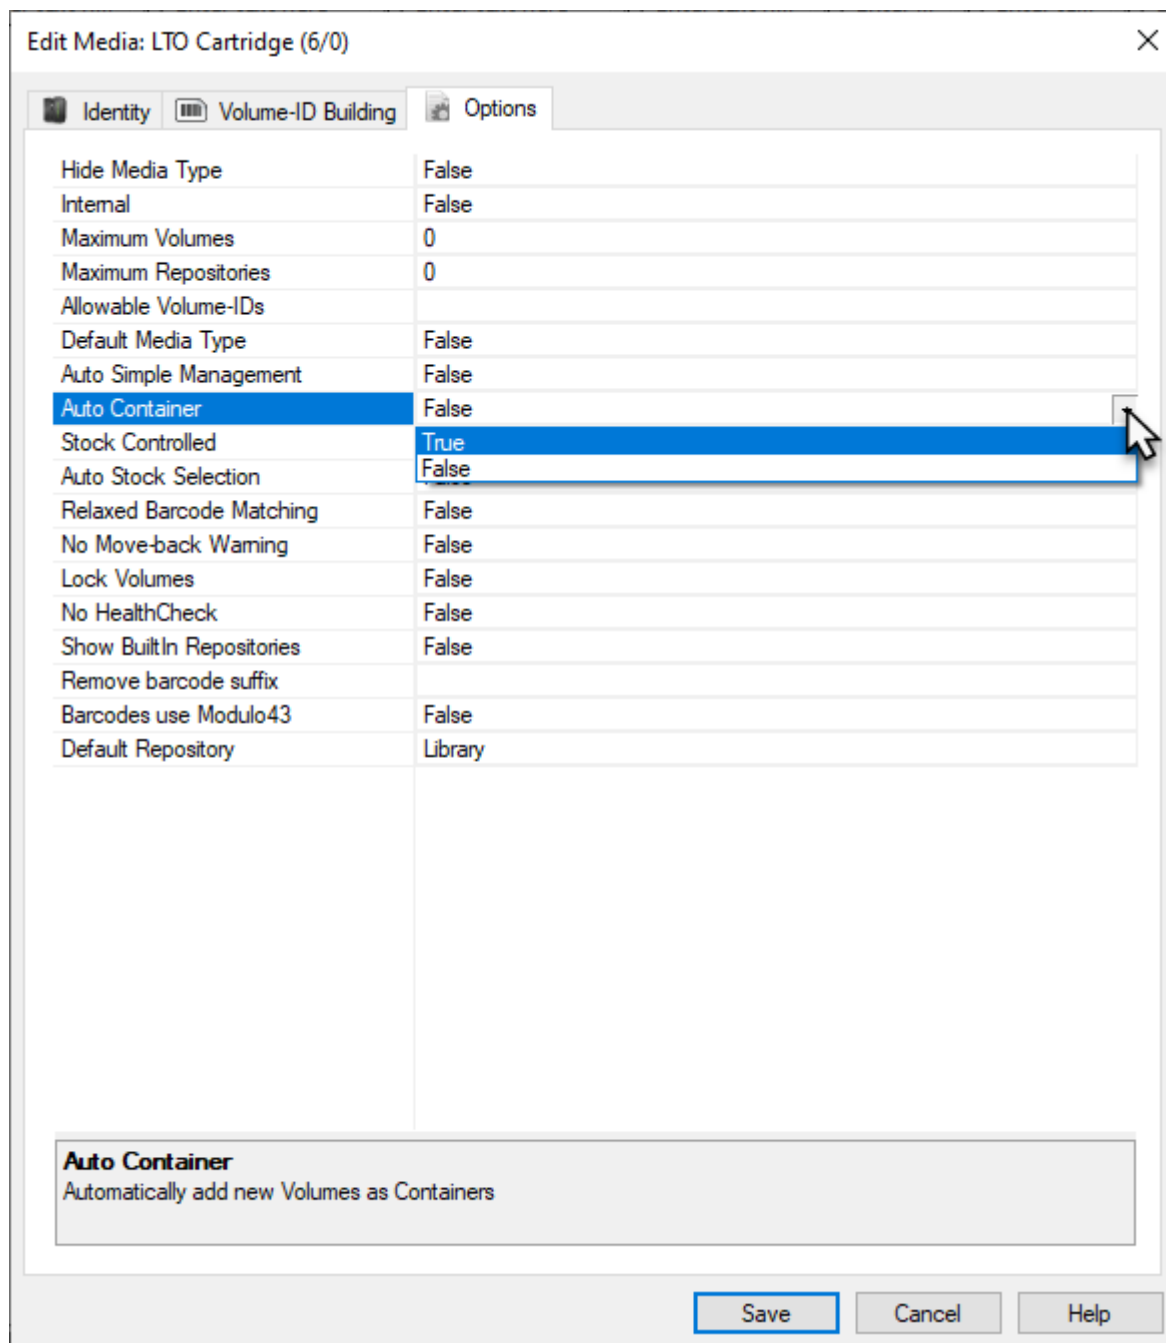 Edit Media: LTO Cartridge (6/0)
Identity Volume-ID Building Options
Hide Media Type False
Internal False
Maximum Volumes 0
Maximum Repositories 0
Allowable Volume-IDs
Default Media Type False
Auto Simple Management False
Auto Container False
Stock Controlled True
False
Auto Stock Selection
Relaxed Barcode Matching False
No Move-back Warning False
Lock Volumes False
No HealthCheck False
Show BuiltIn Repositories False
Remove barcode suffix
Barcodes use Modulo43 False
Default Repository Library
Auto Container
Automatically add new Volumes as Containers
Save Cancel Help